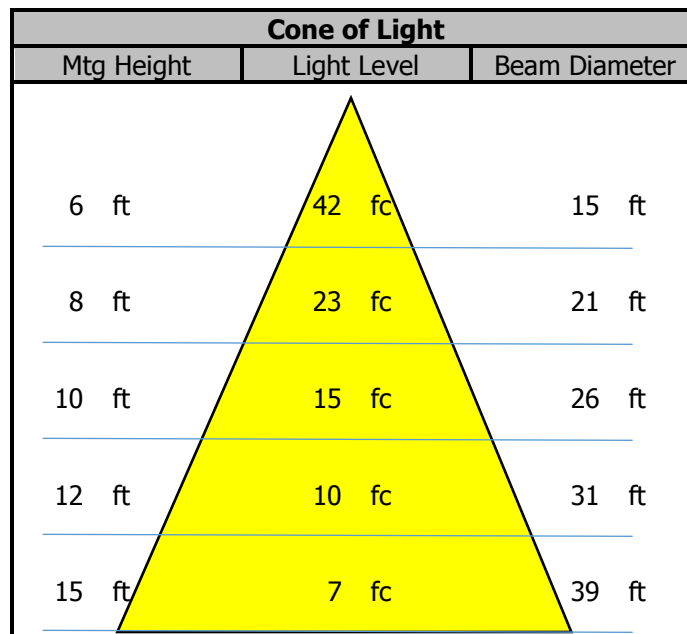 Cone of Light
Mtg Height Light Level Beam Diameter
6 ft 42 fc 15 ft
8 ft 23 fc 21 ft
10 ft 15 fc 26 ft
12 ft 10 fc 31 ft
15 ft 7 fc 39 ft